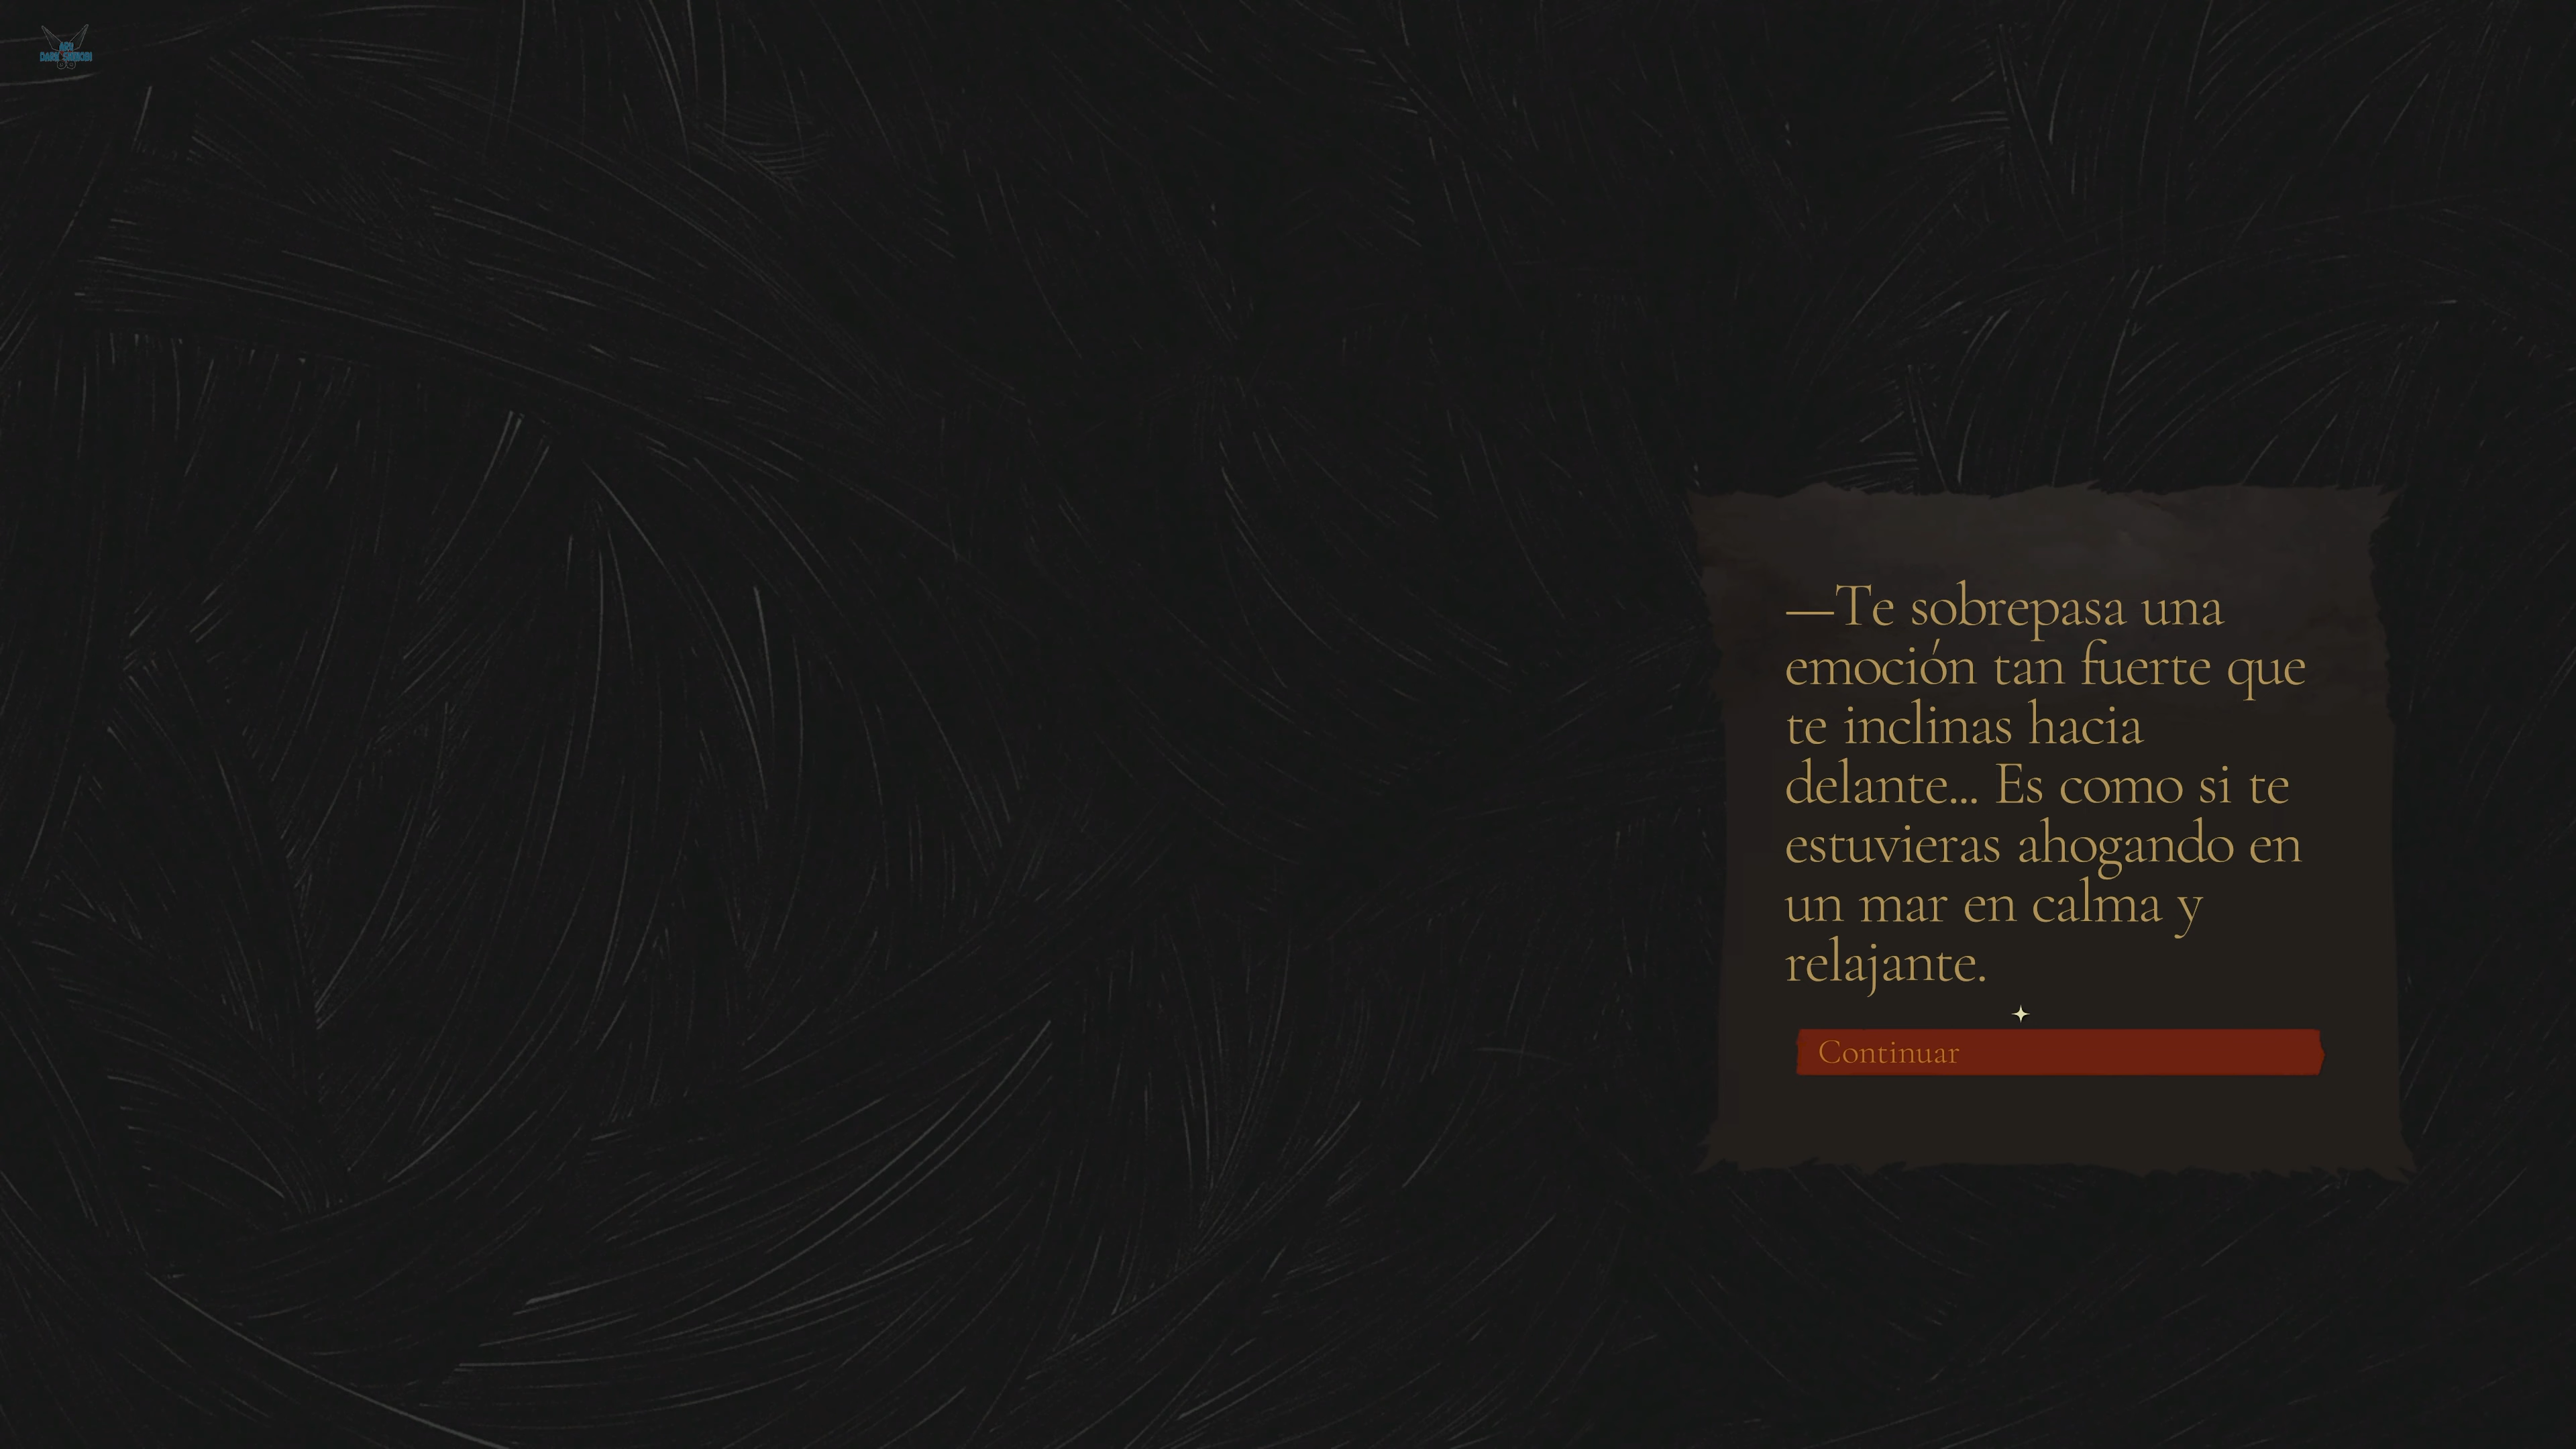 —Te sobrepasa una
emoción tan fuerte que
te inclinas hacia
delante... Es como si te
estuvieras ahogando en
un mar en calma y
relajante.
Continuar